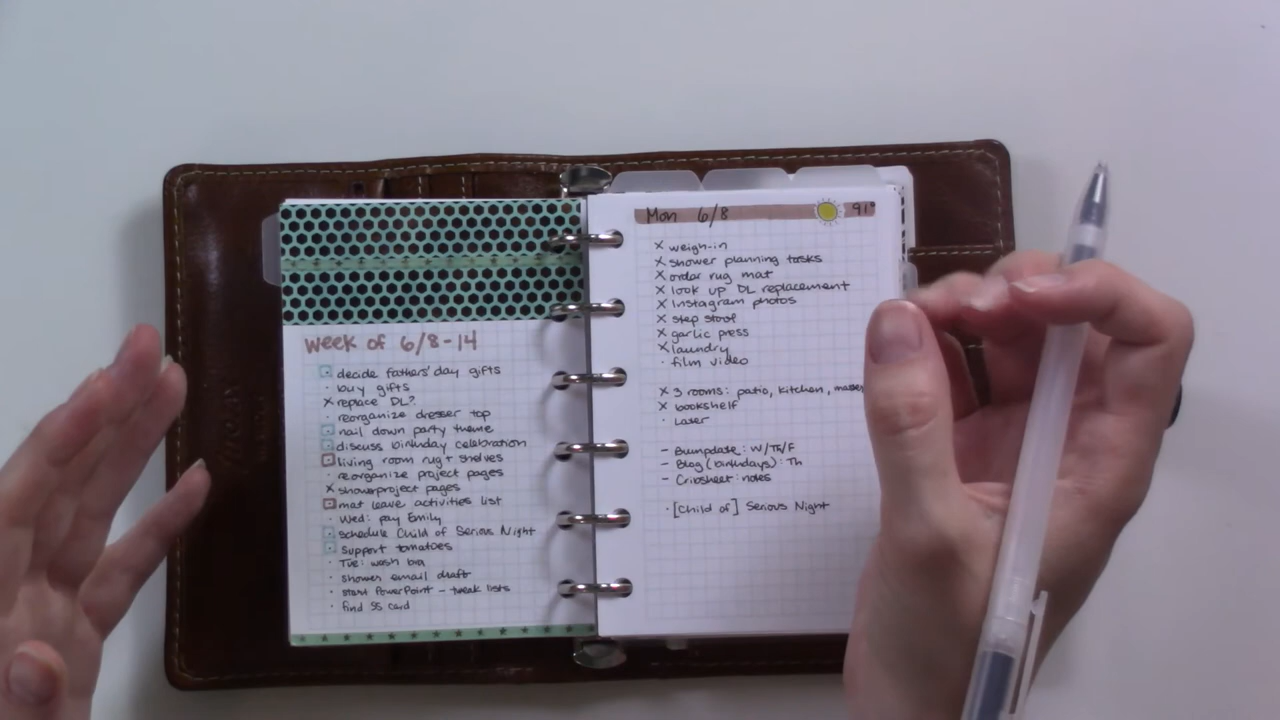 Week of 6/8-14
decide fathers' day gifts
· buy gifts
x replace DL?
· reorganize dresser top
· nail down party theme
· discuss birthday celebration
· living room rug + shelves
· reorganize project pages
x shower project pages
· mat leave activities list
· Wed: pay Emily
· schedule Child of Serious Night
· support tomatoes
· Tue: wash bra
· shower email draft
· start PowerPoint - tweak lists
· find SS card
Mon 6/8 91°
x weigh-in
x shower planning tasks
x order rug mat
x look up DL replacement
x Instagram photos
x step stool
x garlic press
x laundry
· film video
x 3 rooms: patio, kitchen,
x bookshelf
· Later
- Bumpdate: W/Th/F
- Blog (birthdays): Th
- Cribsheet: notes
· [Child of] Serious Night